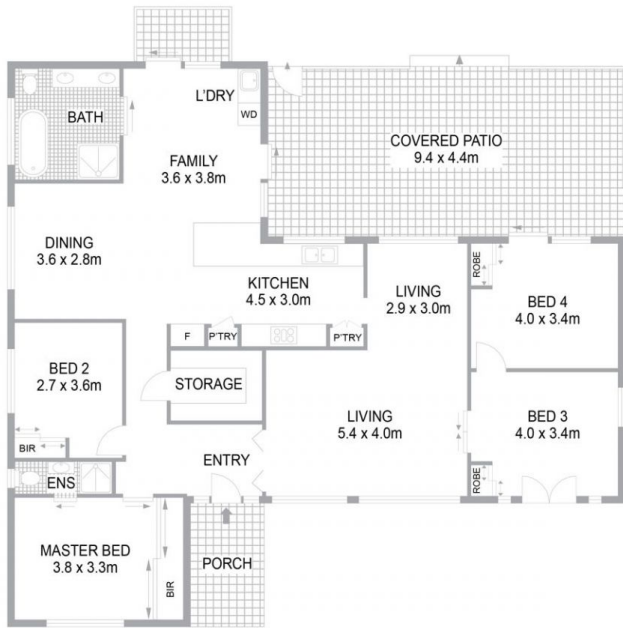 L'DRY
BATH
WD
COVERED PATIO
9.4 x 4.4m
FAMILY
3.6 x 3.8m
DINING
3.6 x 2.8m
ROBE
KITCHEN
4.5 x 3.0m
LIVING
2.9 x 3.0m
BED 4
4.0 x 3.4m
F
P'TRY
P'TRY
BED 2
2.7 x 3.6m
STORAGE
LIVING
5.4 x 4.0m
BED 3
4.0 x 3.4m
BIR
ENTRY
ENS
ROBE
MASTER BED
3.8 x 3.3m
BIR
PORCH